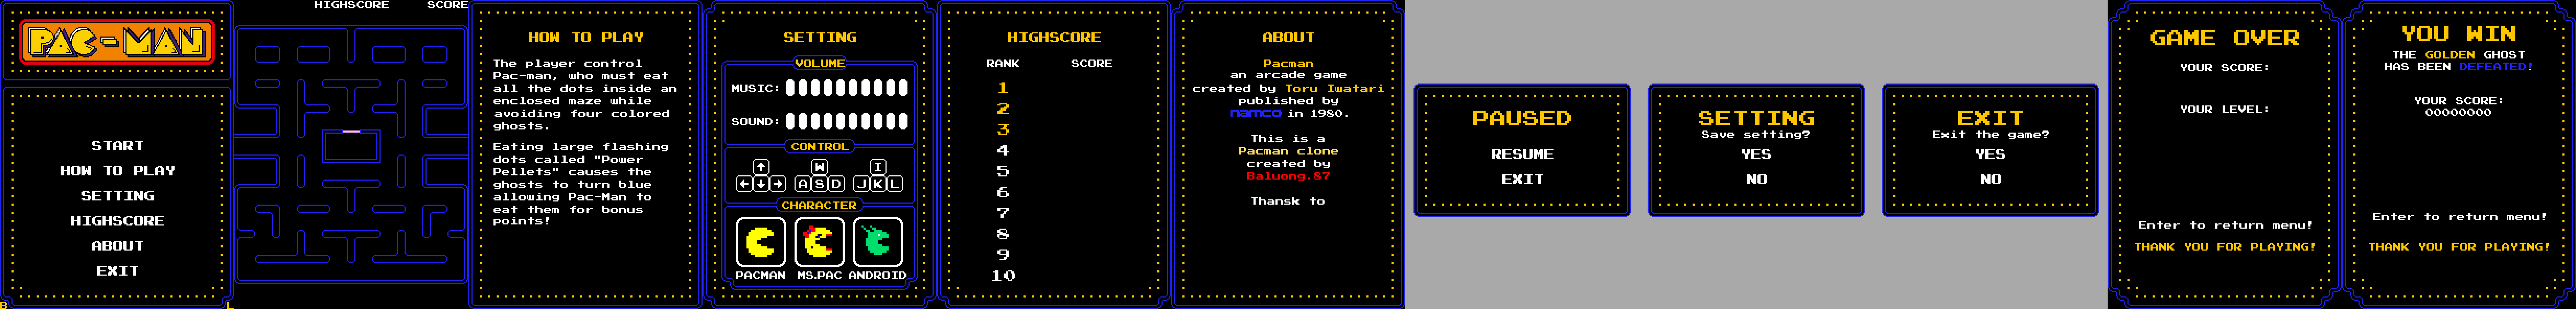 PAC-MAN
START
HOW TO PLAY
SETTING
HIGHSCORE
ABOUT
EXIT
B
L
HIGHSCORE SCORE
HOW TO PLAY
The player control
Pac-man, who must eat
all the dots inside an
enclosed maze while
avoiding four colored
ghosts.
Eating large flashing
dots called "Power
Pellets" causes the
ghosts to turn blue
allowing Pac-Man to
eat them for bonus
points!
SETTING
VOLUME
MUSIC:
SOUND:
CONTROL
↑ W I
← ↓ → A S D J K L
CHARACTER
PACMAN MS.PAC ANDROID
HIGHSCORE
RANK SCORE
1
2
3
4
5
6
7
8
9
10
ABOUT
Pacman
an arcade game
created by Toru Iwatari
published by
namco in 1980.
This is a
Pacman clone
created by
Baluong.S7
Thansk to
PAUSED
RESUME
EXIT
SETTING
Save setting?
YES
NO
EXIT
Exit the game?
YES
NO
GAME OVER
YOUR SCORE:
YOUR LEVEL:
Enter to return menu!
THANK YOU FOR PLAYING!
YOU WIN
THE GOLDEN GHOST
HAS BEEN DEFEATED!
YOUR SCORE:
00000000
Enter to return menu!
THANK YOU FOR PLAYING!